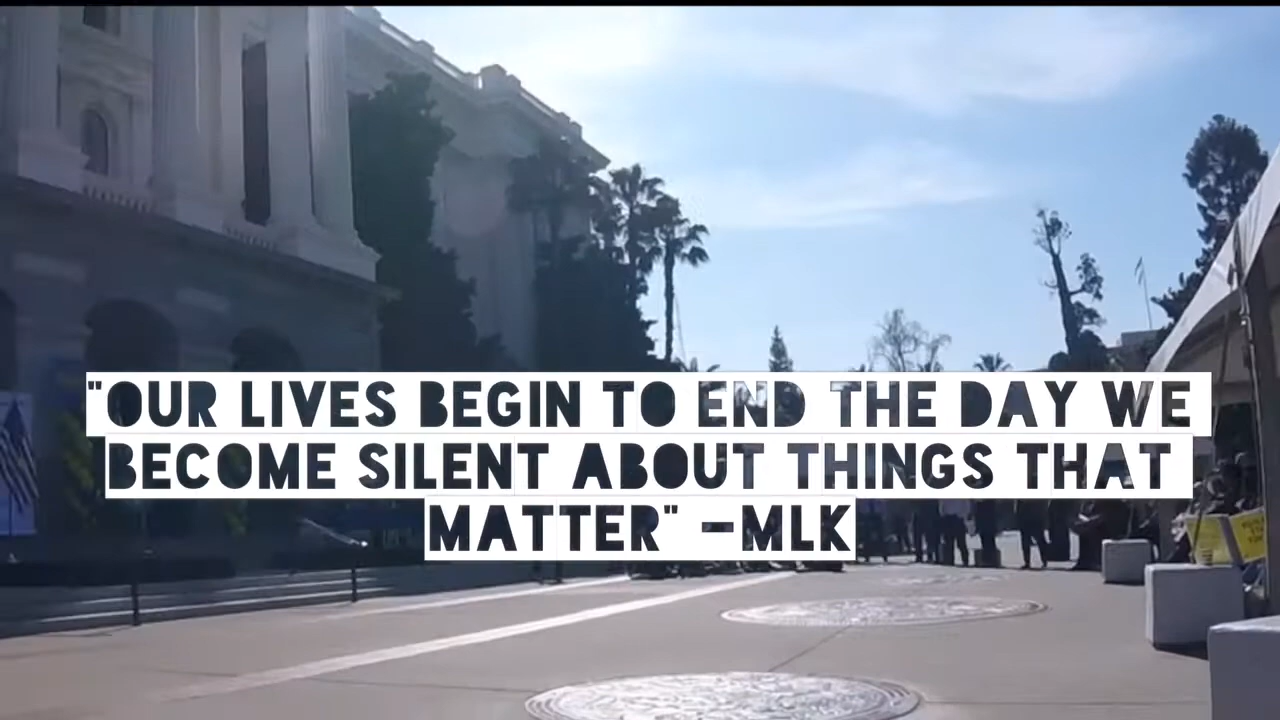 "OUR LIVES BEGIN TO END THE DAY WE
BECOME SILENT ABOUT THINGS THAT
MATTER" -MLK